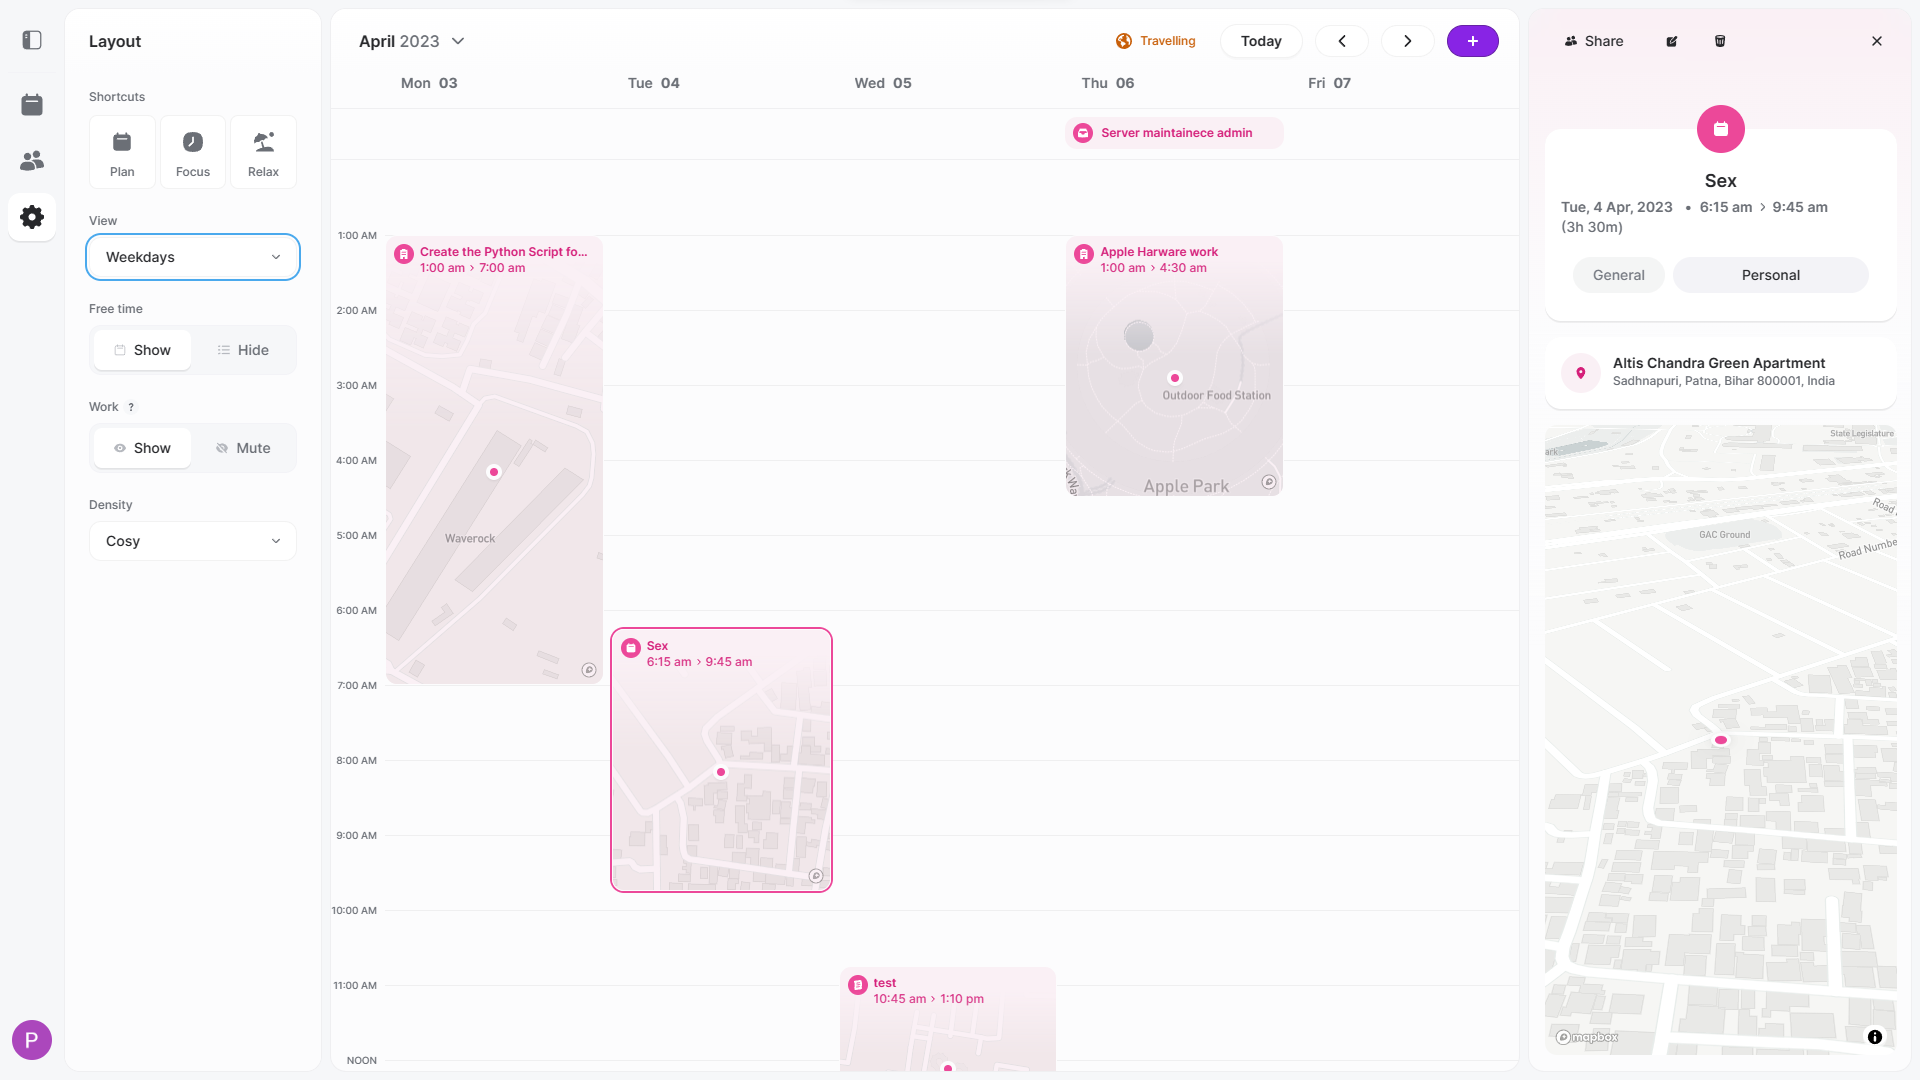 Layout
Shortcuts
Plan
Focus
Relax
View
Weekdays
Free time
Show
Hide
Work ?
Show
Mute
Density
Cosy
P
April 2023
Travelling
Today
+
Mon 03
Tue 04
Wed 05
Thu 06
Fri 07
Server maintainece admin
1:00 AM
2:00 AM
3:00 AM
4:00 AM
5:00 AM
6:00 AM
7:00 AM
8:00 AM
9:00 AM
10:00 AM
11:00 AM
NOON
Create the Python Script fo...
1:00 am › 7:00 am
Waverock
Sex
6:15 am › 9:45 am
test
10:45 am › 1:10 pm
Apple Harware work
1:00 am › 4:30 am
Outdoor Food Station
Apple Park
Share
Sex
Tue, 4 Apr, 2023 • 6:15 am › 9:45 am
(3h 30m)
General
Personal
Altis Chandra Green Apartment
Sadhnapuri, Patna, Bihar 800001, India
State Legislature
ark
Road
GAC Ground
Road Numbe
mapbox